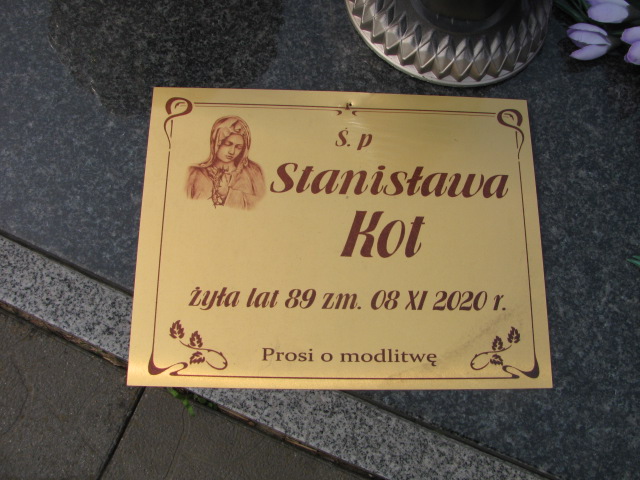 Ś. p
Stanisława
Kot
żyła lat 89 zm. 08 XI 2020 r.
Prosi o modlitwę